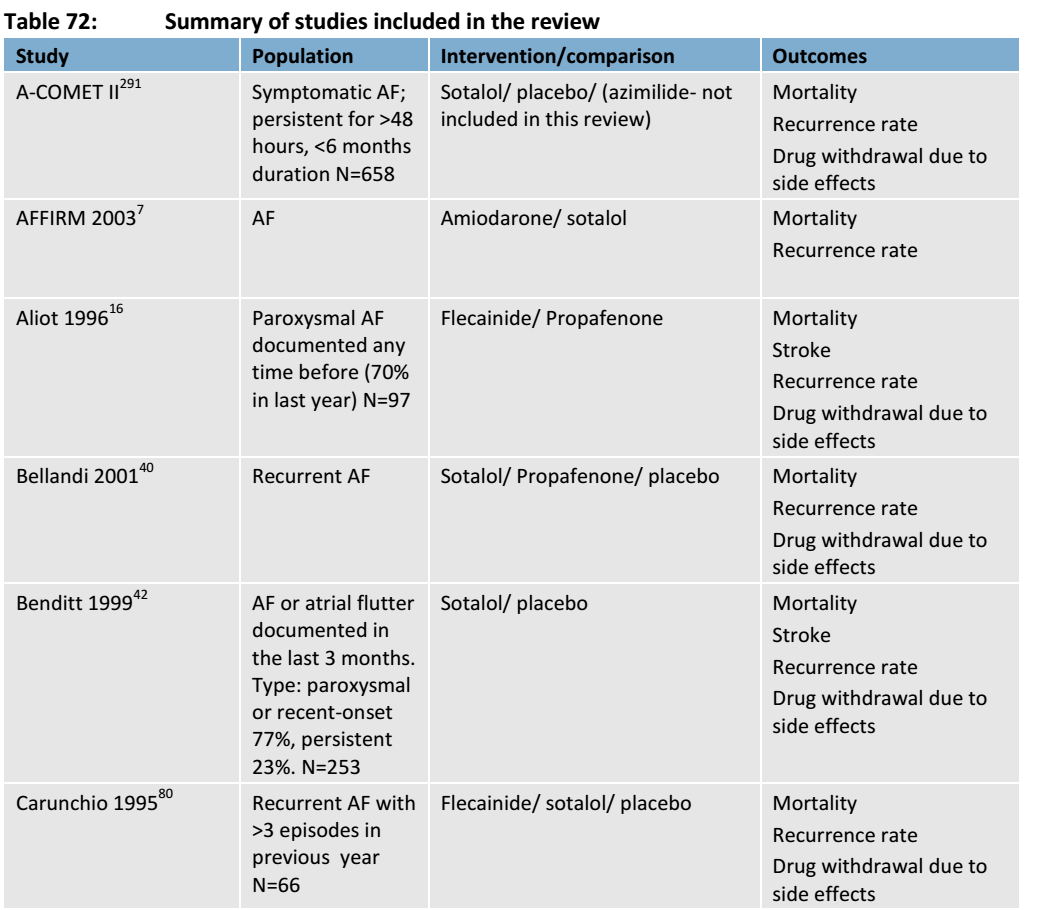 Table 72: Summary of studies included in the review
Study Population Intervention/comparison Outcomes
A-COMET II291
Symptomatic AF;
persistent for >48
hours, <6 months
duration N=658
Sotalol/ placebo/ (azimilide- not
included in this review)
Mortality
Recurrence rate
Drug withdrawal due to
side effects
AFFIRM 20037
AF
Amiodarone/ sotalol
Mortality
Recurrence rate
Aliot 199616
Paroxysmal AF
documented any
time before (70%
in last year) N=97
Flecainide/ Propafenone
Mortality
Stroke
Recurrence rate
Drug withdrawal due to
side effects
Bellandi 200140
Recurrent AF
Sotalol/ Propafenone/ placebo
Mortality
Recurrence rate
Drug withdrawal due to
side effects
Benditt 199942
AF or atrial flutter
documented in
the last 3 months.
Type: paroxysmal
or recent-onset
77%, persistent
23%. N=253
Sotalol/ placebo
Mortality
Stroke
Recurrence rate
Drug withdrawal due to
side effects
Carunchio 199580
Recurrent AF with
>3 episodes in
previous year
N=66
Flecainide/ sotalol/ placebo
Mortality
Recurrence rate
Drug withdrawal due to
side effects